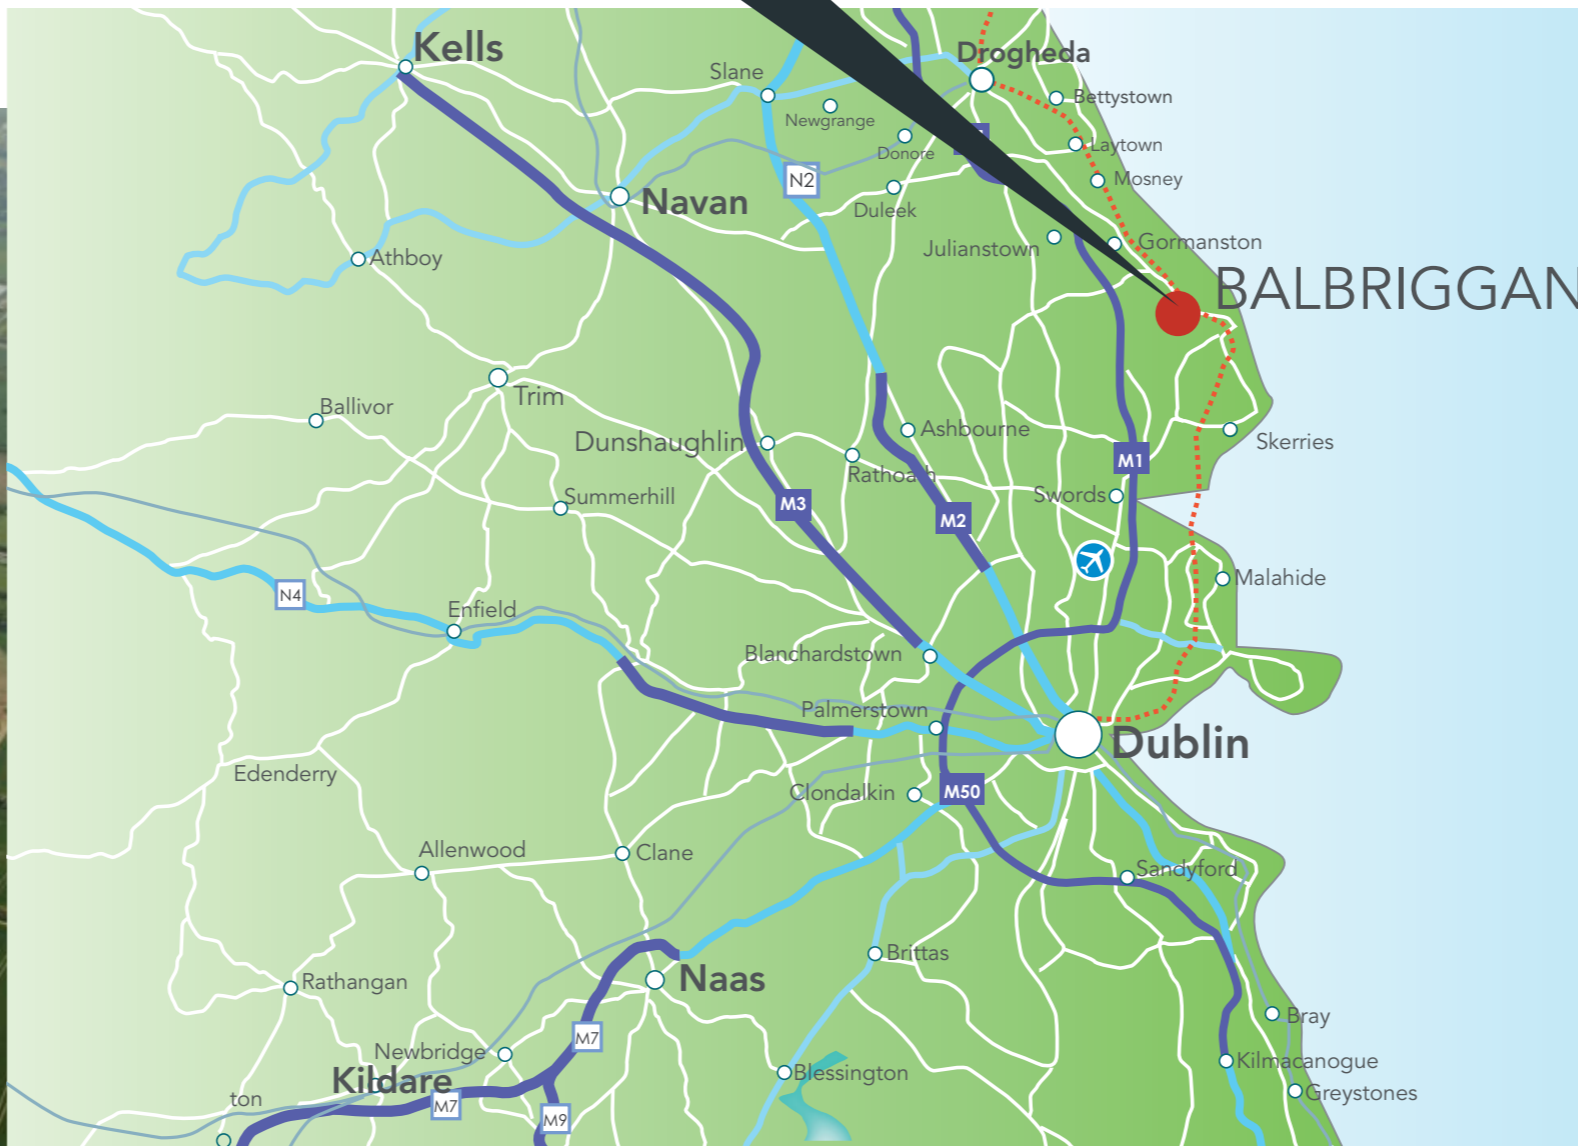 Kells
Drogheda
Slane
Bettystown
Newgrange
Donore
Laytown
N2
Mosney
Navan
Duleek
Julianstown
Gormanston
Athboy
BALBRIGGAN
Trim
Ballivor
Ashbourne
Dunshaughlin
Skerries
M1
Rathoath
Summerhill
Swords
M3
M2
Malahide
N4
Enfield
Blanchardstown
Palmerstown
Dublin
Edenderry
Clondalkin
M50
Allenwood
Clane
Sandyford
Brittas
Naas
Rathangan
Bray
M7
Newbridge
Kilmacanogue
Kildare
Blessington
Greystones
ton
M7
M9